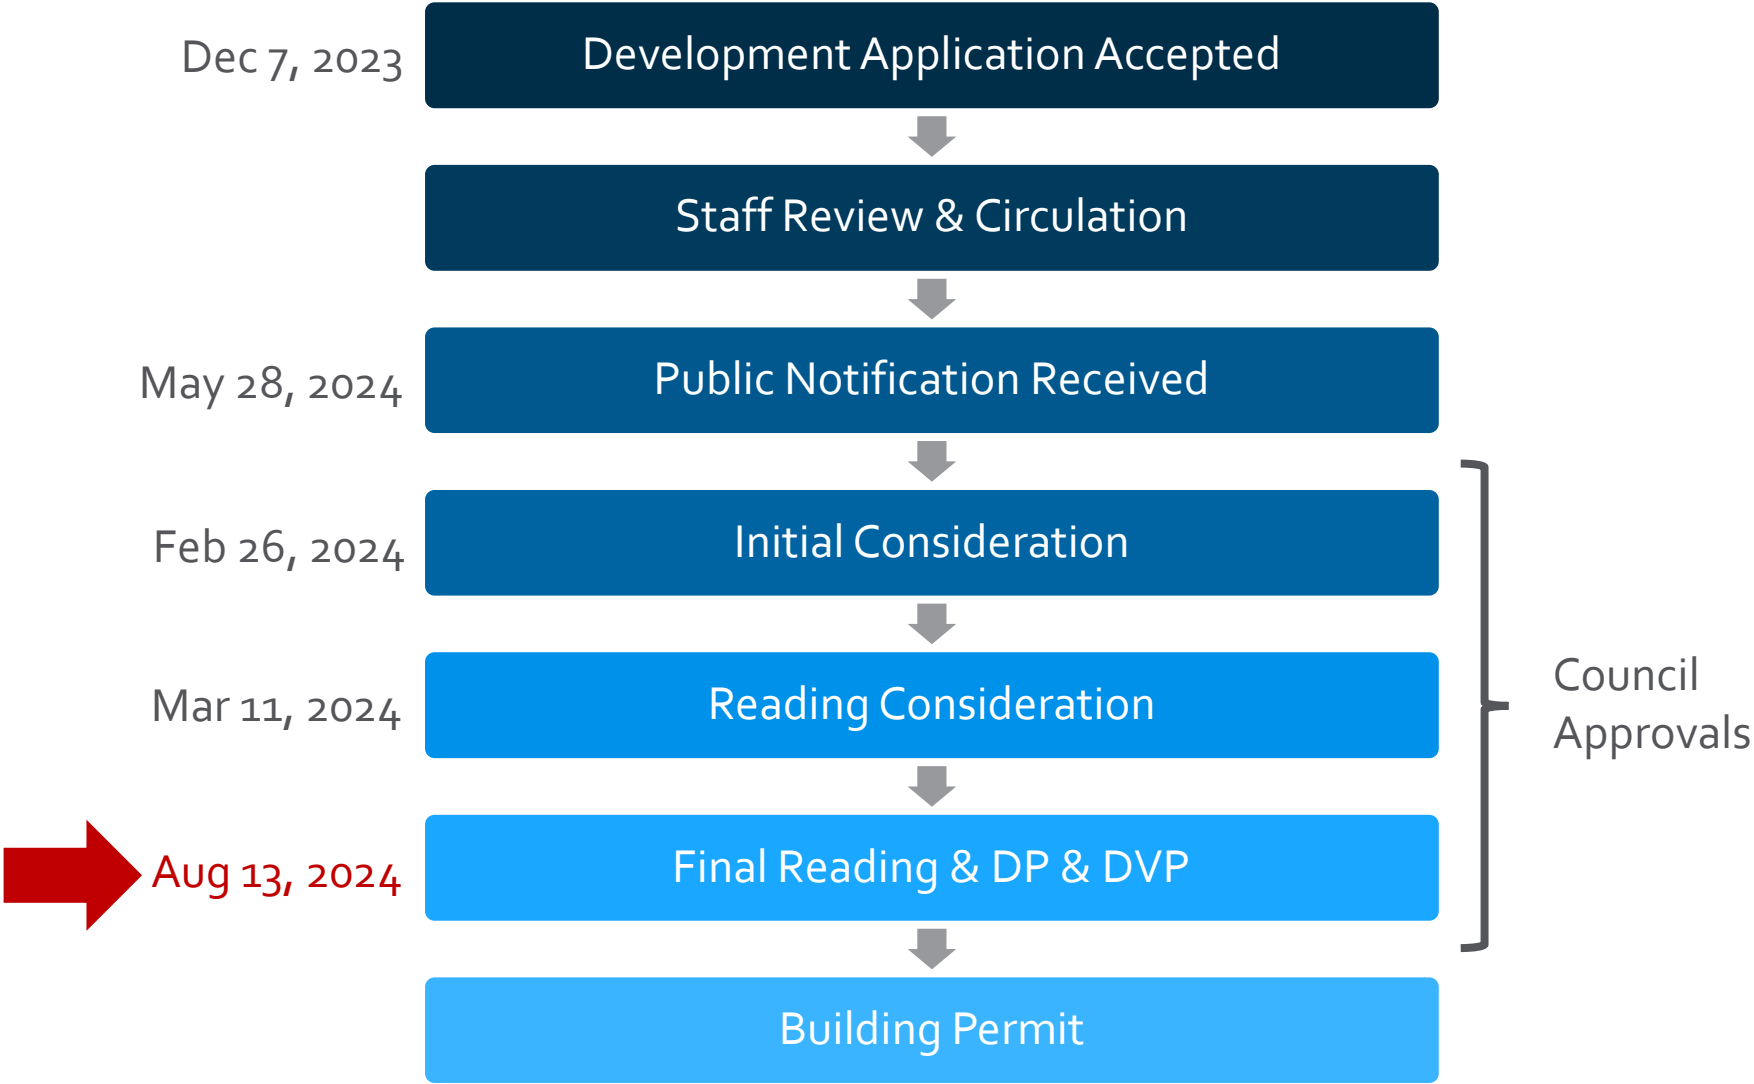 Dec 7, 2023
Development Application Accepted
Staff Review & Circulation
May 28, 2024
Public Notification Received
Feb 26, 2024
Initial Consideration
Mar 11, 2024
Reading Consideration
Council
Approvals
Aug 13, 2024
Final Reading & DP & DVP
Building Permit